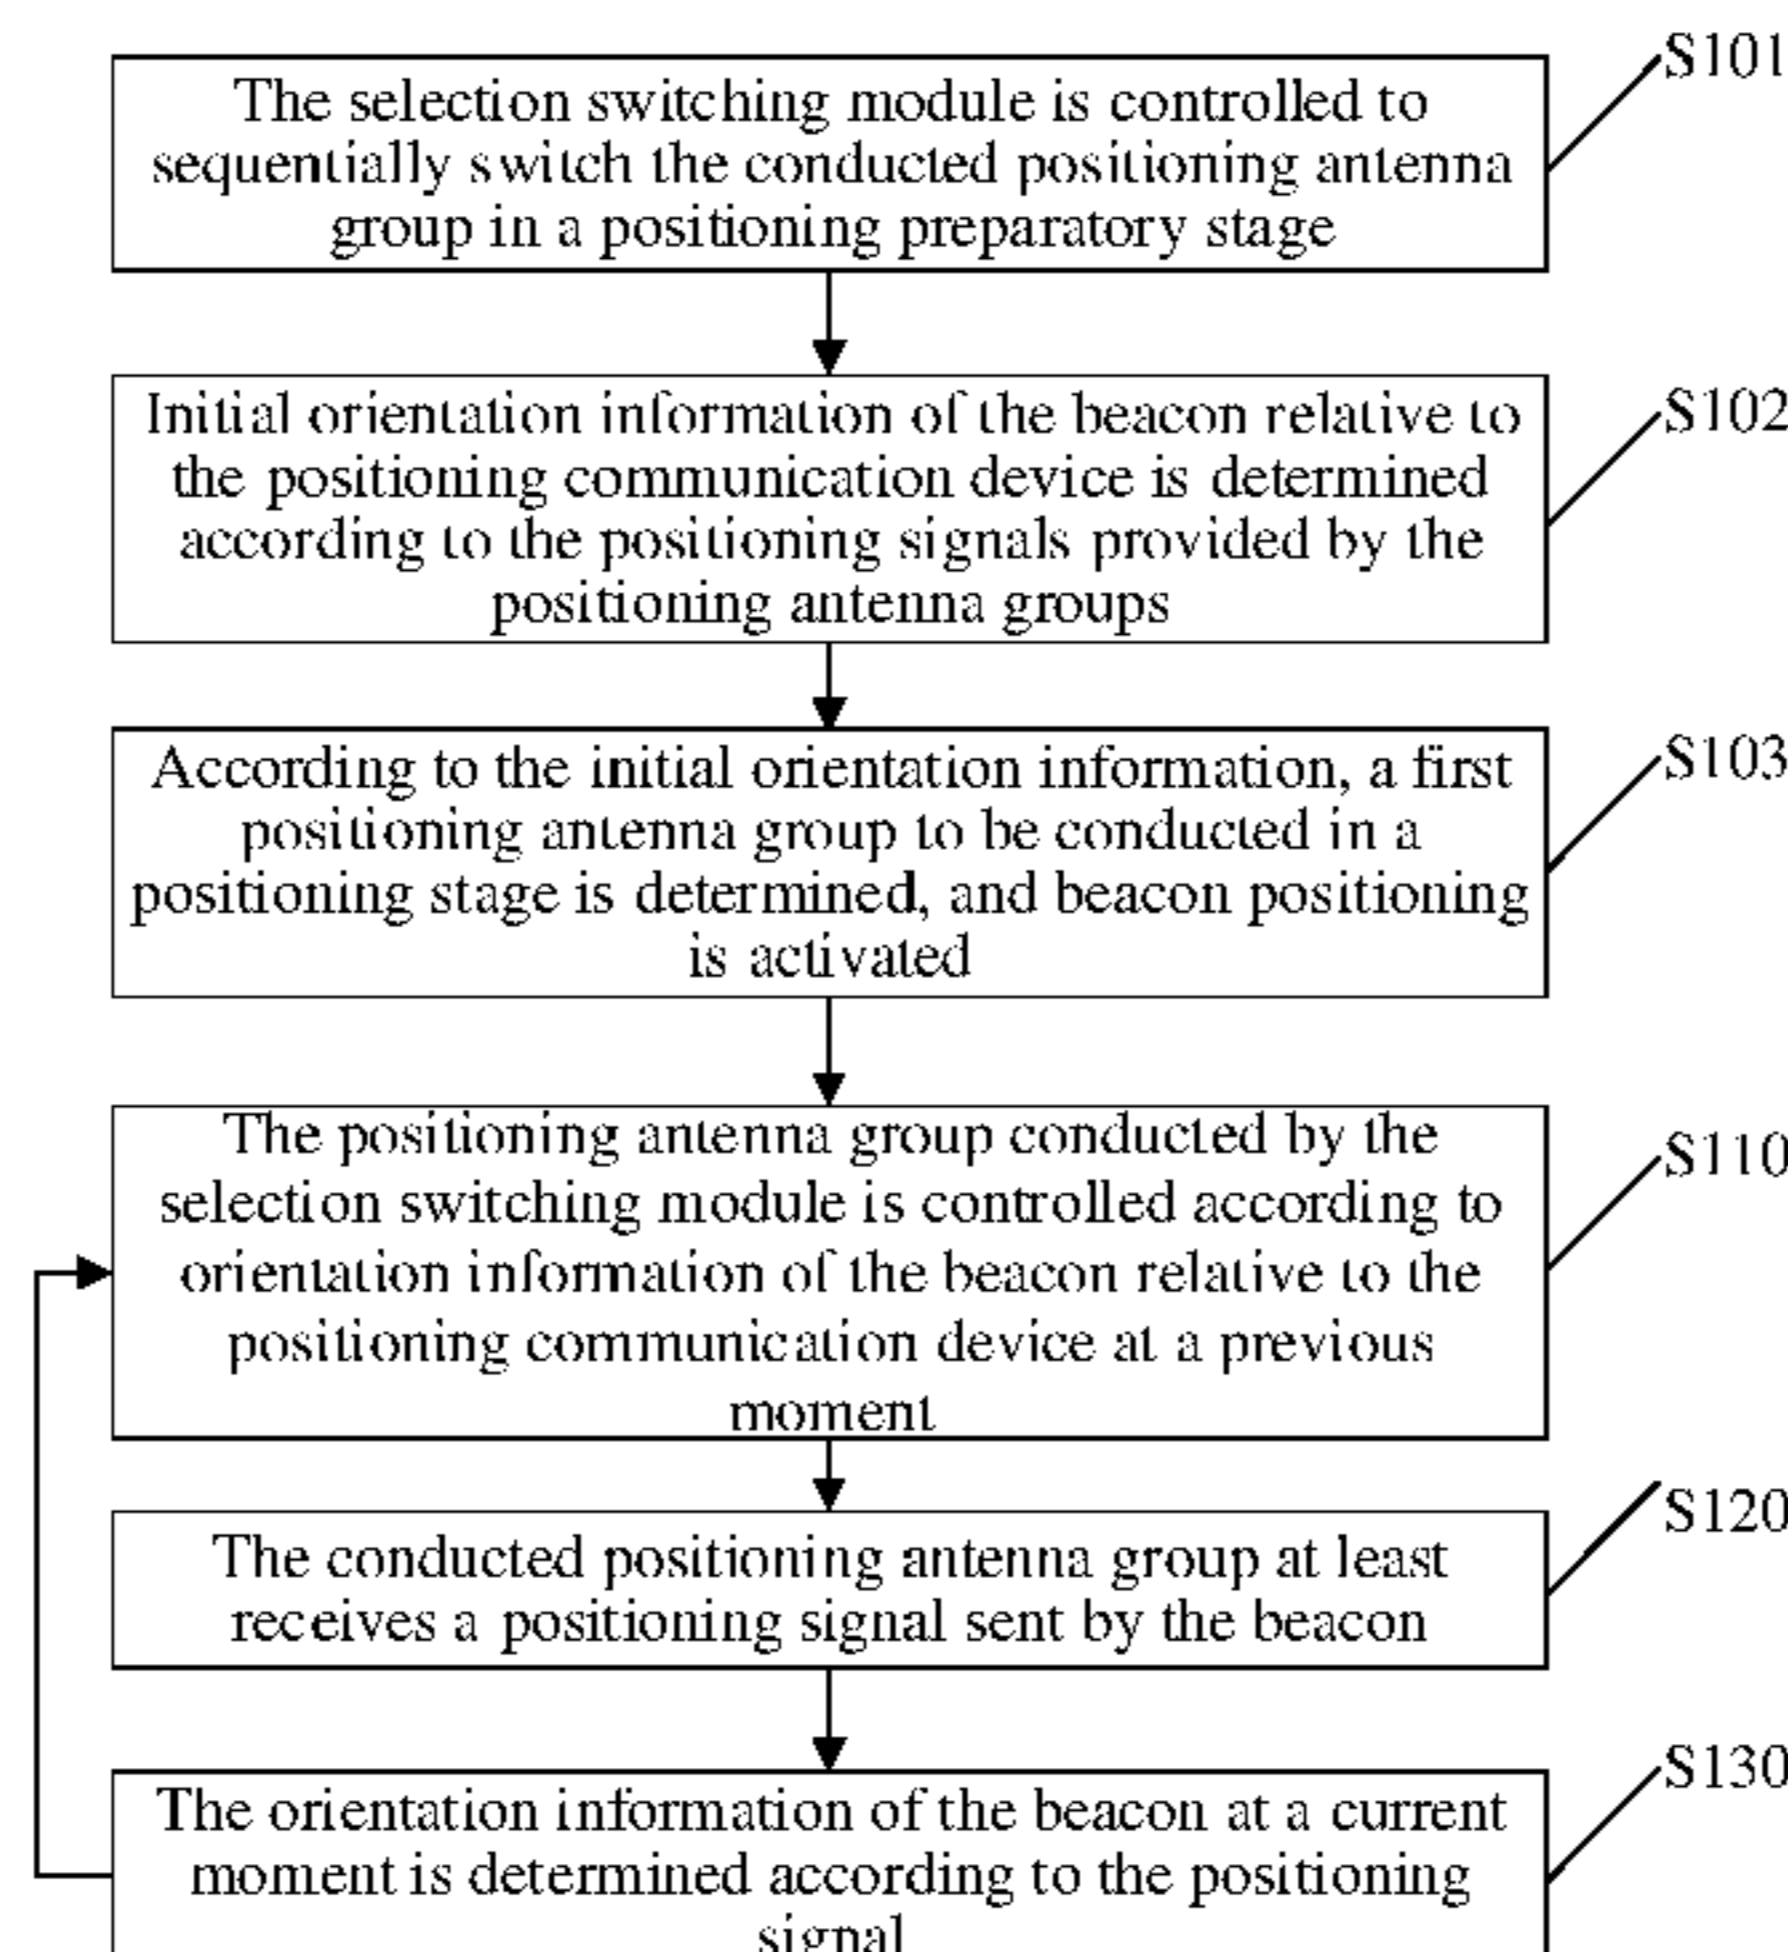 S101
The selection switching module is controlled to
sequentially switch the conducted positioning antenna
group in a positioning preparatory stage
S102
Initial orientation information of the beacon relative to
the positioning communication device is determined
according to the positioning signals provided by the
positioning antenna groups
S103
According to the initial orientation information, a first
positioning antenna group to be conducted in a
positioning stage is determined, and beacon positioning
is activated
S110
The positioning antenna group conducted by the
selection switching module is controlled according to
orientation information of the beacon relative to the
positioning communication device at a previous
moment
S120
The conducted positioning antenna group at least
receives a positioning signal sent by the beacon
S130
The orientation information of the beacon at a current
moment is determined according to the positioning
signal